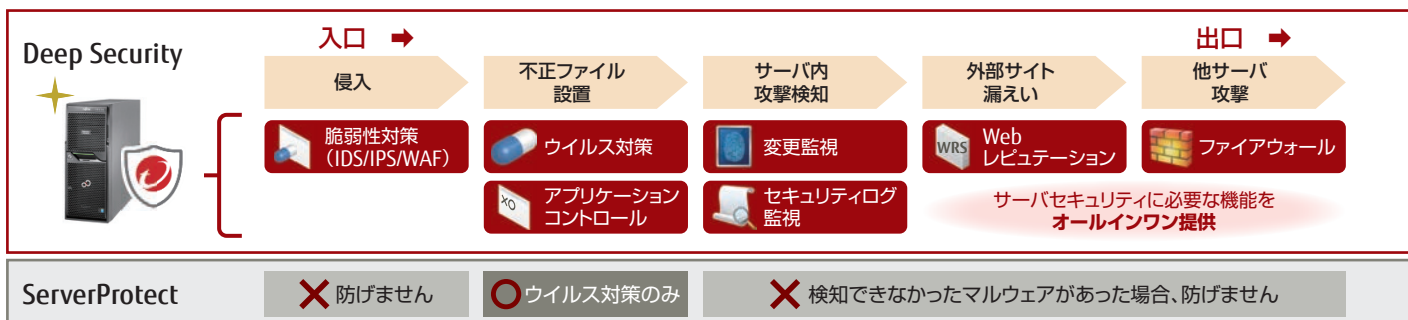 Deep Security
入口 ➡
出口 ➡
侵入
不正ファイル
設置
サーバ内
攻撃検知
外部サイト
漏えい
他サーバ
攻撃
脆弱性対策
（IDS/IPS/WAF）
ウイルス対策
変更監視
WRS
Web
レピュテーション
ファイアウォール
XO
アプリケーション
コントロール
セキュリティログ
監視
サーバセキュリティに必要な機能を
オールインワン提供
ServerProtect
防げません
ウイルス対策のみ
検知できなかったマルウェアがあった場合、防げません